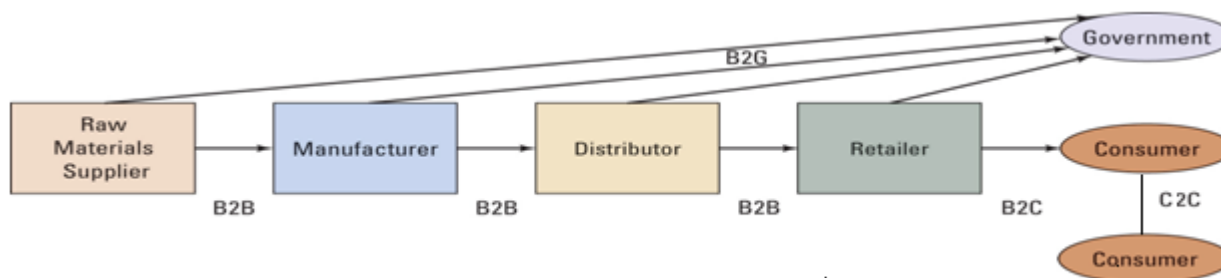 Government
B2G
Raw
Materials
Supplier
Manufacturer
Distributor
Retailer
Consumer
B2B
B2B
B2B
B2C
C2C
Consumer